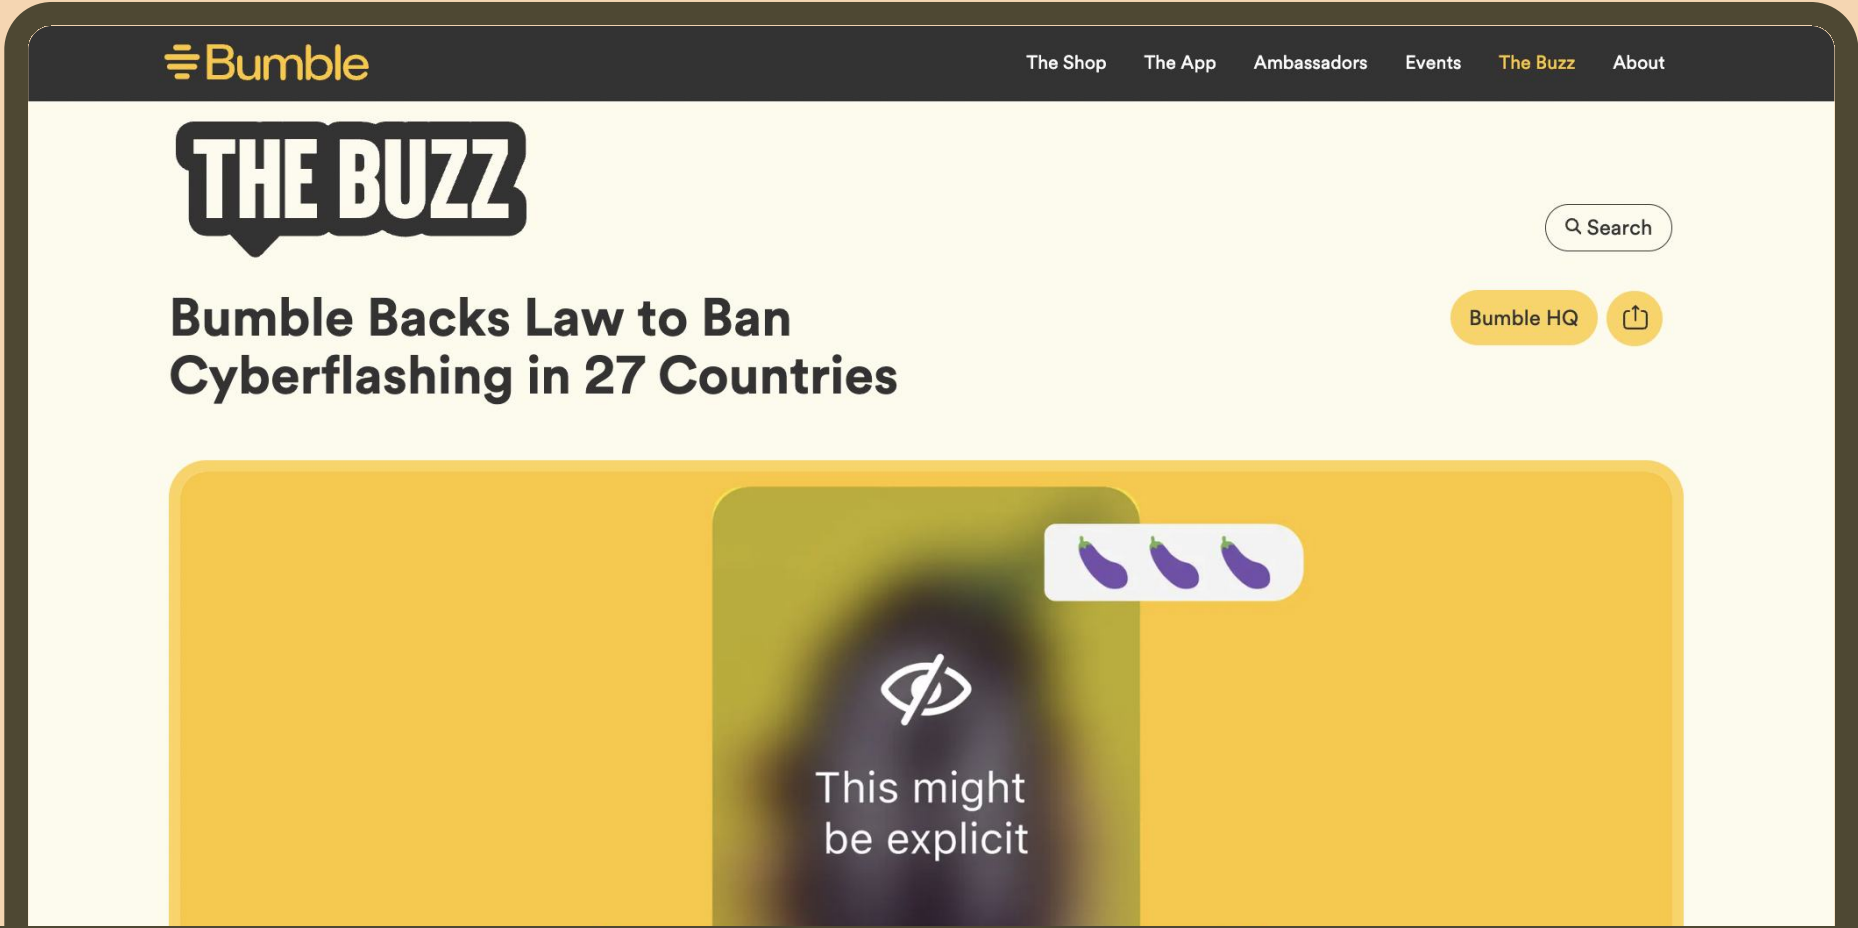 Bumble
The Shop
The App
Ambassadors
Events
The Buzz
About
THE BUZZ
Search
Bumble Backs Law to Ban
Cyberflashing in 27 Countries
Bumble HQ
This might
be explicit